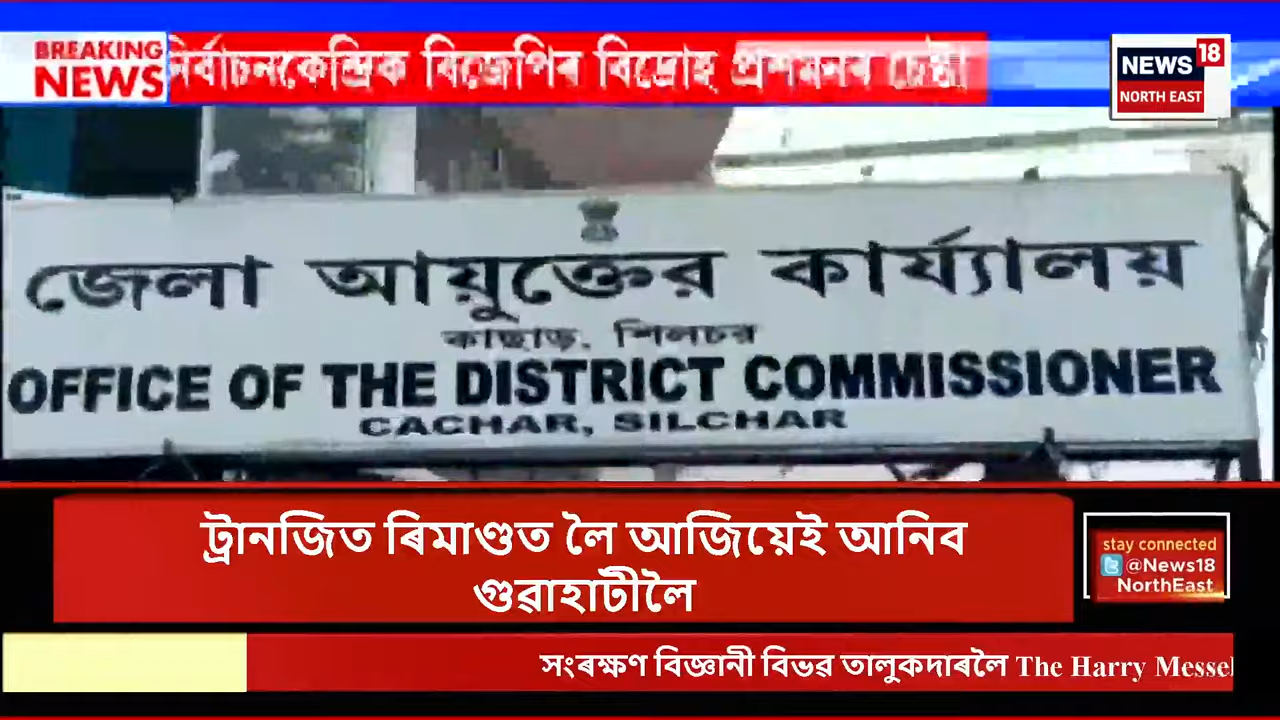 BREAKING NEWS
নিৰ্বাচনকেন্দ্ৰিক বিজেপিৰ বিদ্ৰোহ প্ৰশমনৰ চেষ্টা
NEWS 18
NORTH EAST
জেলা আয়ুক্তের কার্য্যালয়
কাছাড়, শিলচর
OFFICE OF THE DISTRICT COMMISSIONER
CACHAR, SILCHAR
ট্ৰানজিত ৰিমাণ্ডত লৈ আজিয়েই আনিব
গুৱাহাটীলৈ
stay connected
@News18
NorthEast
সংৰক্ষণ বিজ্ঞানী বিভৱ তালুকদাৰলৈ The Harry Messel